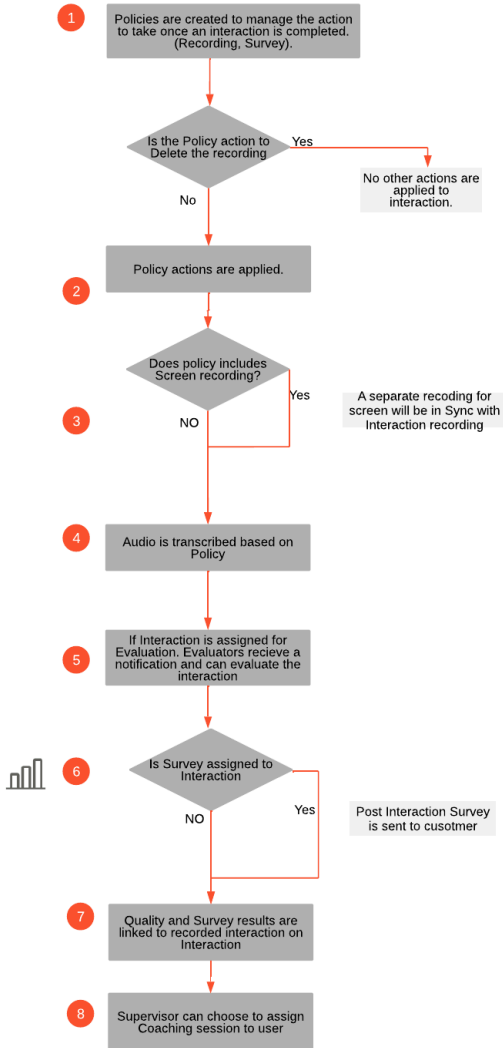 1
Policies are created to manage the action
to take once an interaction is completed.
(Recording, Survey).
Is the Policy action to
Delete the recording
Yes
No other actions are
applied to
interaction.
No
2
Policy actions are applied.
Does policy includes
Screen recording?
Yes
A separate recoding for
screen will be in Sync with
Interaction recording
3
NO
4
Audio is transcribed based on
Policy
5
If Interaction is assigned for
Evaluation. Evaluators recieve a
notification and can evaluate the
interaction
6
Is Survey assigned to
Interaction
Yes
NO
Post Interaction Survey
is sent to cusotmer
7
Quality and Survey results are
linked to recorded interaction on
Interaction
8
Supervisor can choose to assign
Coaching session to user